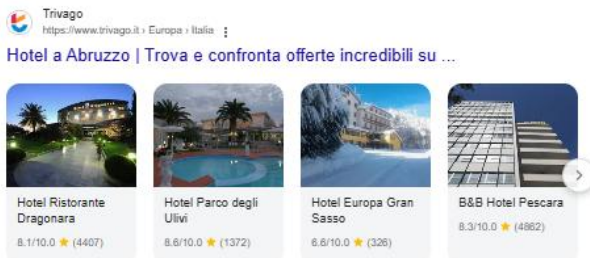 Trivago
https://www.trivago.it › Europa › Italia
Hotel a Abruzzo | Trova e confronta offerte incredibili su ...
Hotel Ristorante
Dragonara
8.1/10.0 ★ (4407)
Hotel Parco degli
Ulivi
8.6/10.0 ★ (1372)
Hotel Europa Gran
Sasso
6.6/10.0 ★ (326)
B&B Hotel Pescara
8.3/10.0 ★ (4862)